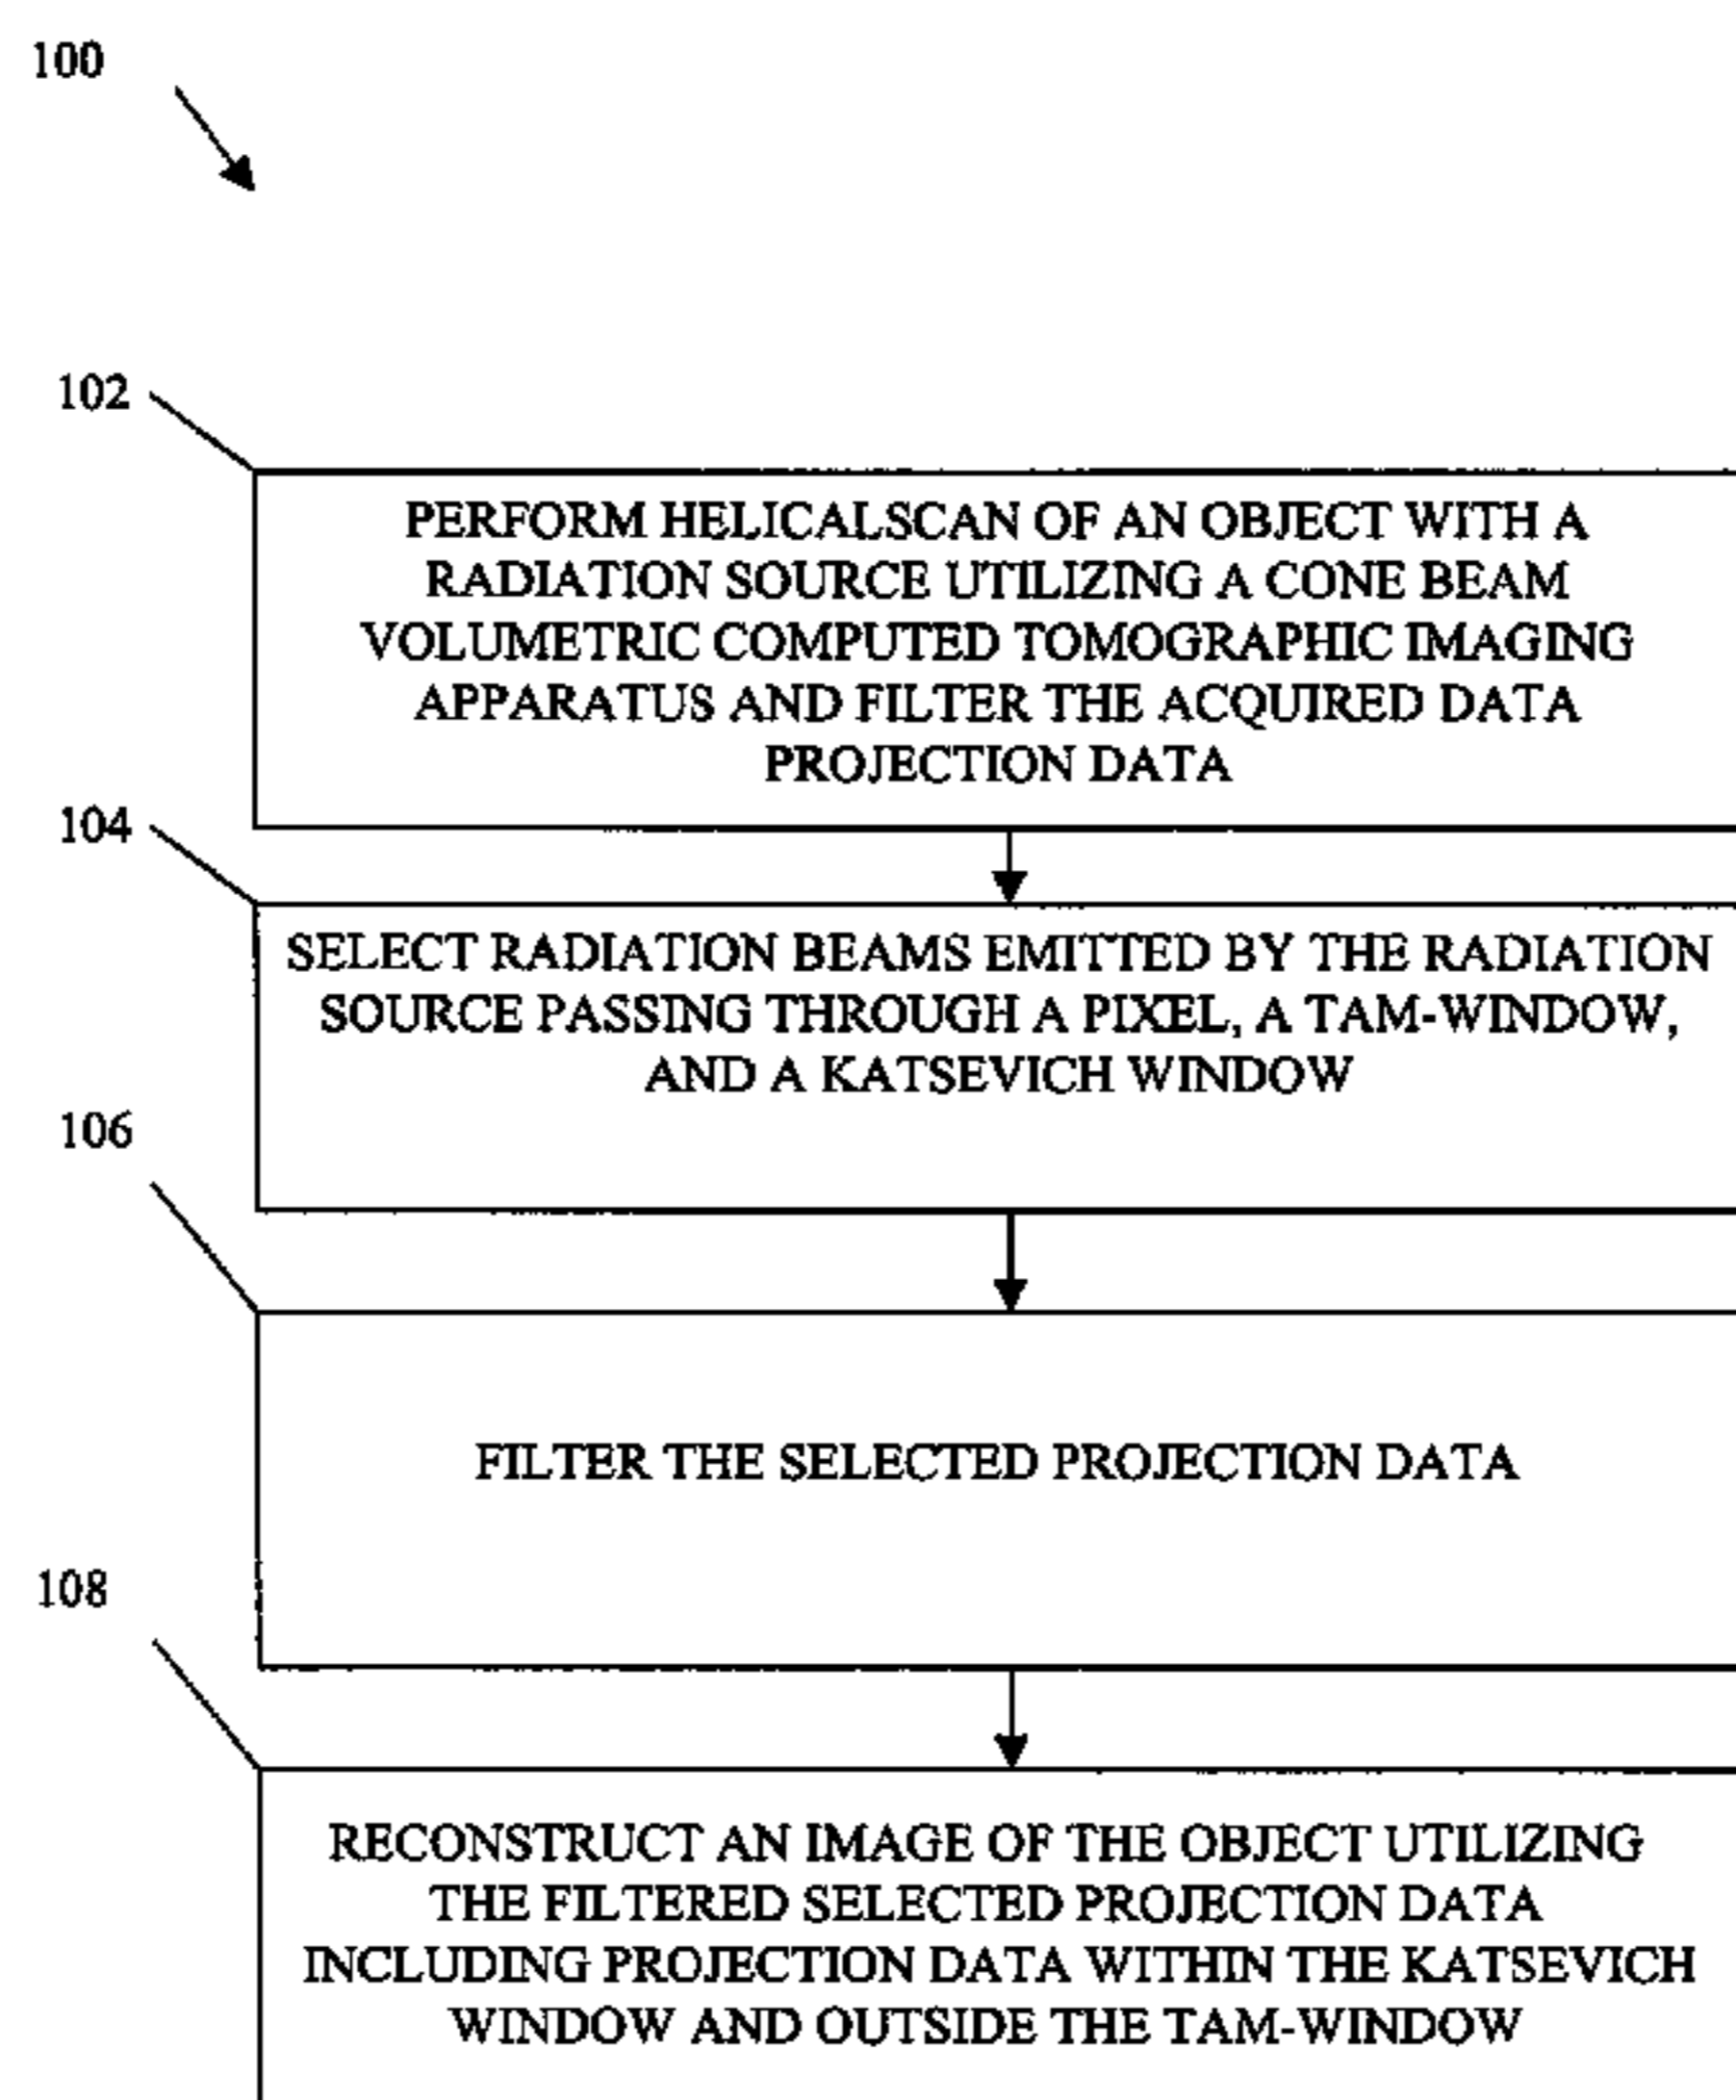 100
102
PERFORM HELICALSCAN OF AN OBJECT WITH A
RADIATION SOURCE UTILIZING A CONE BEAM
VOLUMETRIC COMPUTED TOMOGRAPHIC IMAGING
APPARATUS AND FILTER THE ACQUIRED DATA
PROJECTION DATA
104
SELECT RADIATION BEAMS EMITTED BY THE RADIATION
SOURCE PASSING THROUGH A PIXEL, A TAM-WINDOW,
AND A KATSEVICH WINDOW
106
FILTER THE SELECTED PROJECTION DATA
108
RECONSTRUCT AN IMAGE OF THE OBJECT UTILIZING
THE FILTERED SELECTED PROJECTION DATA
INCLUDING PROJECTION DATA WITHIN THE KATSEVICH
WINDOW AND OUTSIDE THE TAM-WINDOW